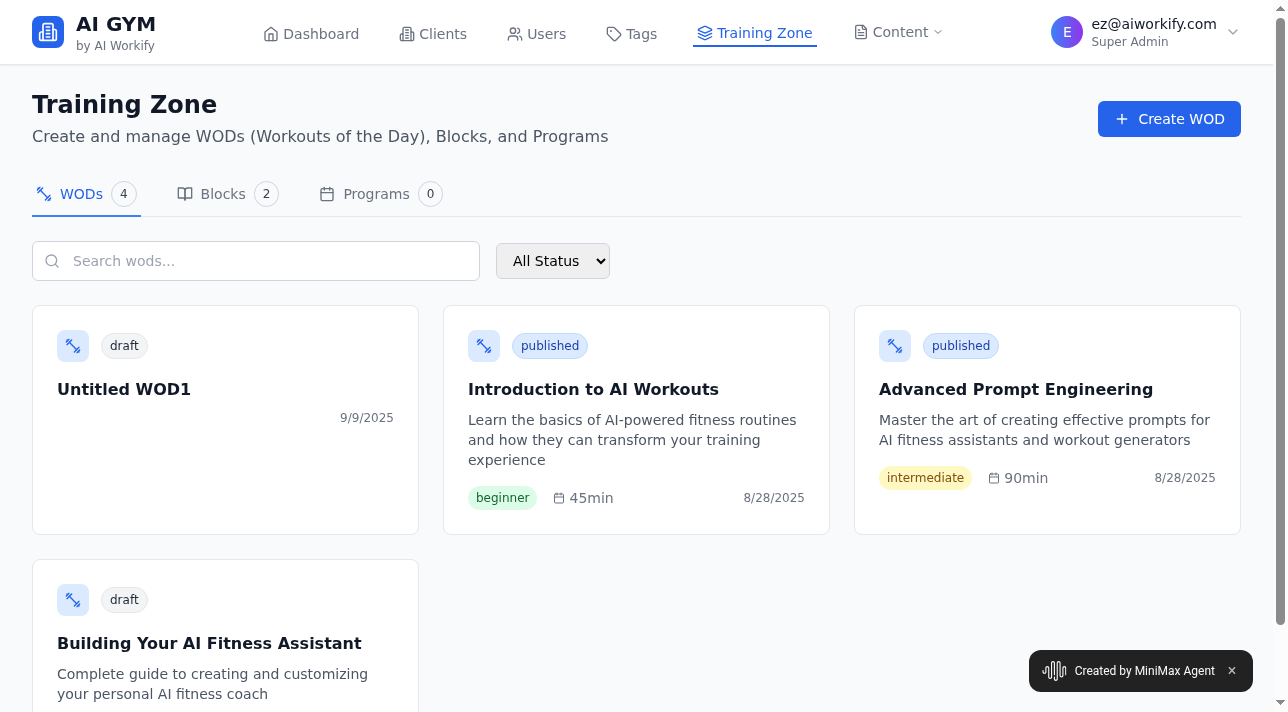 AI GYM
by AI Workify
Dashboard
Clients
Users
Tags
Training Zone
Content
E
ez@aiworkify.com
Super Admin
Training Zone
Create and manage WODs (Workouts of the Day), Blocks, and Programs
Create WOD
WODs 4
Blocks 2
Programs 0
Search wods...
All Status
draft
Untitled WOD1
9/9/2025
published
Introduction to AI Workouts
Learn the basics of AI-powered fitness routines
and how they can transform your training
experience
beginner
45min
8/28/2025
published
Advanced Prompt Engineering
Master the art of creating effective prompts for
AI fitness assistants and workout generators
intermediate
90min
8/28/2025
draft
Building Your AI Fitness Assistant
Complete guide to creating and customizing
your personal AI fitness coach
Created by MiniMax Agent